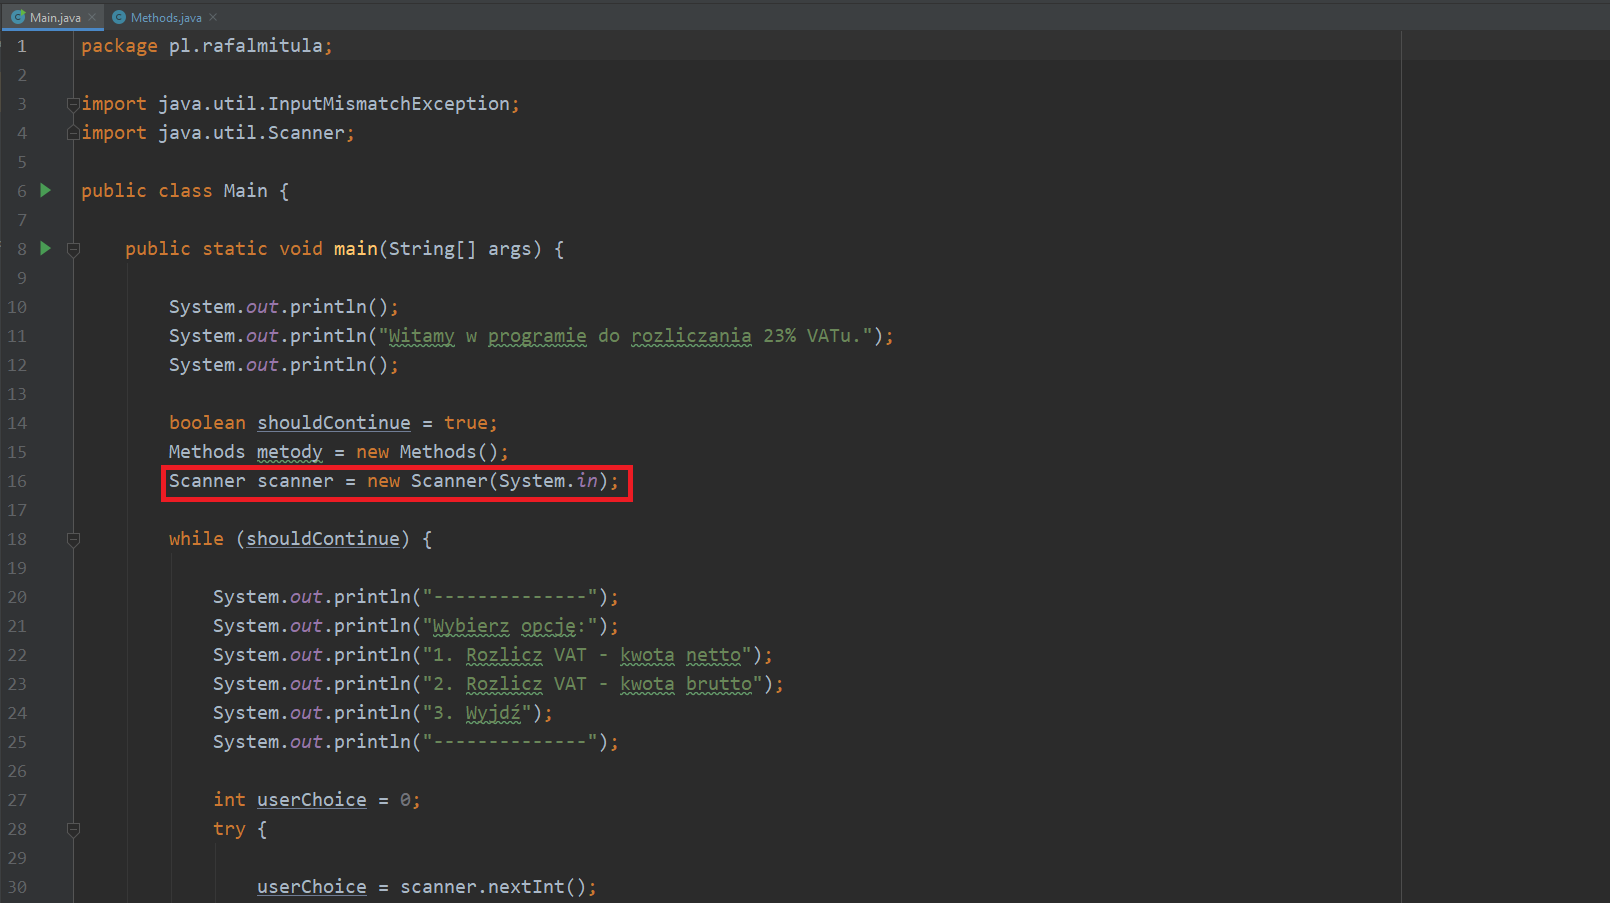 Main.java Methods.java
1 package pl.rafalmitula;
2
3 import java.util.InputMismatchException;
4 import java.util.Scanner;
5
6 public class Main {
7
8 public static void main(String[] args) {
9
10 System.out.println();
11 System.out.println("Witamy w programie do rozliczania 23% VATu.");
12 System.out.println();
13
14 boolean shouldContinue = true;
15 Methods metody = new Methods();
16 Scanner scanner = new Scanner(System.in);
17
18 while (shouldContinue) {
19
20 System.out.println("--------------");
21 System.out.println("Wybierz opcję:");
22 System.out.println("1. Rozlicz VAT - kwota netto");
23 System.out.println("2. Rozlicz VAT - kwota brutto");
24 System.out.println("3. Wyjdź");
25 System.out.println("--------------");
26
27 int userChoice = 0;
28 try {
29
30 userChoice = scanner.nextInt();